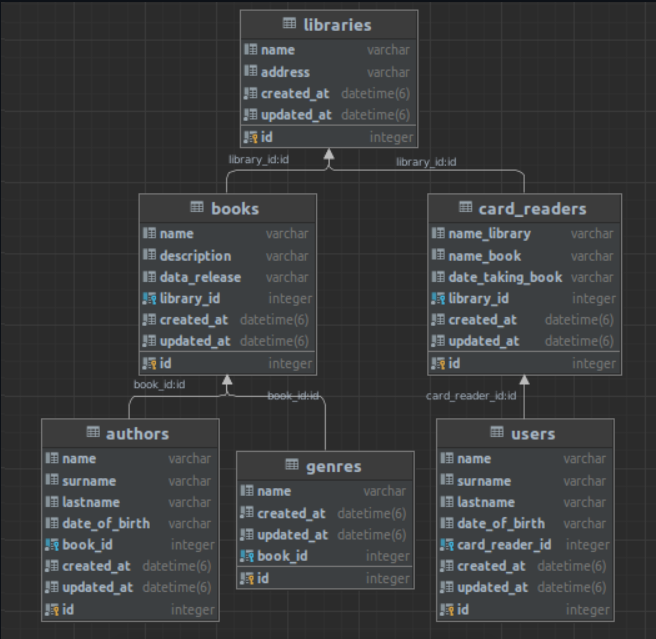 libraries
name varchar
address varchar
created_at datetime(6)
updated_at datetime(6)
id integer
library_id:id
library_id:id
books
name varchar
description varchar
data_release varchar
library_id integer
created_at datetime(6)
updated_at datetime(6)
id integer
card_readers
name_library varchar
name_book varchar
date_taking_book varchar
library_id integer
created_at datetime(6)
updated_at datetime(6)
id integer
book_id:id
book_id:id
card_reader_id:id
authors
name varchar
surname varchar
lastname varchar
date_of_birth varchar
book_id integer
created_at datetime(6)
updated_at datetime(6)
id integer
genres
name varchar
created_at datetime(6)
updated_at datetime(6)
book_id integer
id integer
users
name varchar
surname varchar
lastname varchar
date_of_birth varchar
card_reader_id integer
created_at datetime(6)
updated_at datetime(6)
id integer